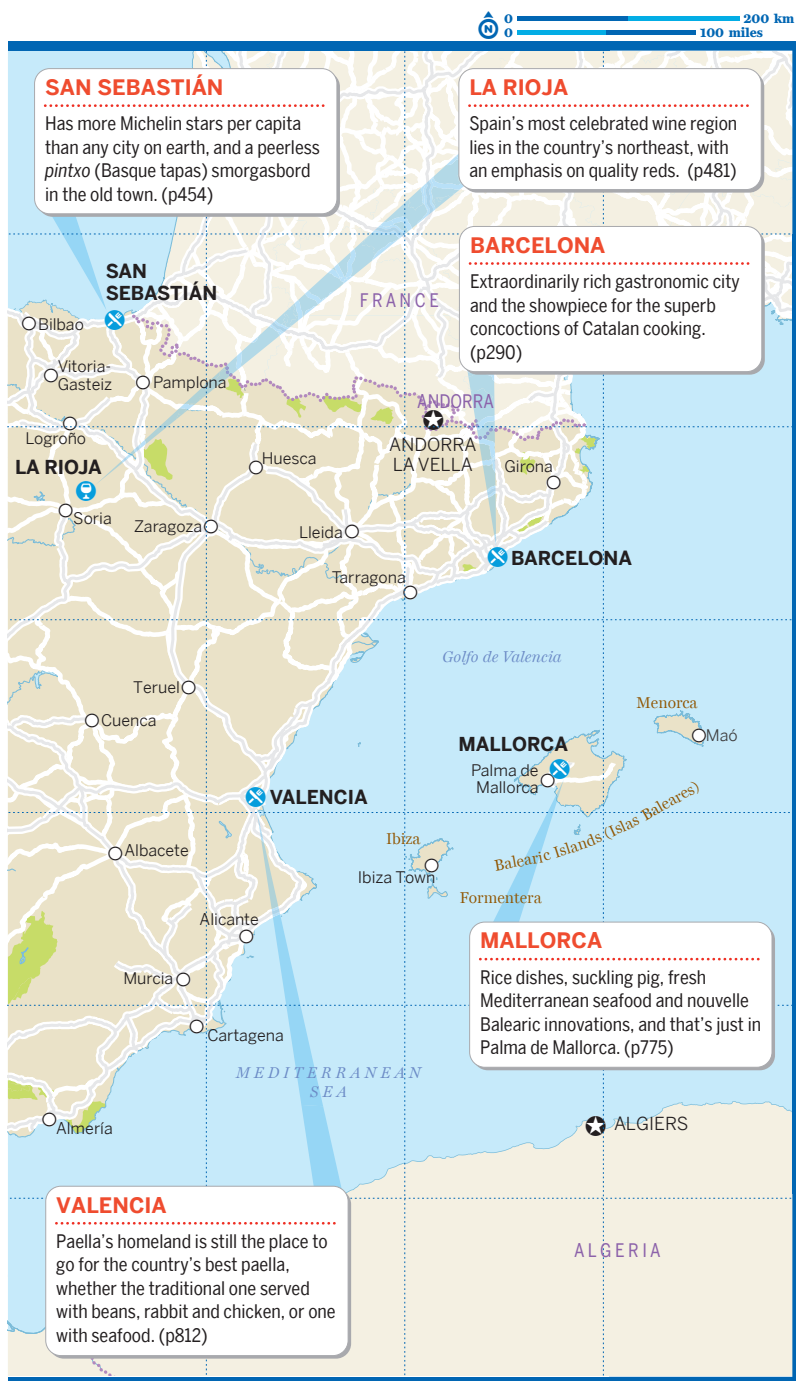 0 200 km
N
0 100 miles
SAN SEBASTIÁN
Has more Michelin stars per capita
than any city on earth, and a peerless
pintxo (Basque tapas) smorgasbord
in the old town. (p454)
LA RIOJA
Spain's most celebrated wine region
lies in the country's northeast, with
an emphasis on quality reds. (p481)
BARCELONA
Extraordinarily rich gastronomic city
and the showpiece for the superb
concoctions of Catalan cooking.
(p290)
SAN
SEBASTIÁN
FRANCE
Bilbao
Vitoria-
Gasteiz
Pamplona
ANDORRA
Logroño
ANDORRA
LA VELLA
LA RIOJA
Huesca
Girona
Soria
Zaragoza
Lleida
BARCELONA
Tarragona
Golfo de Valencia
Teruel
Cuenca
Menorca
Maó
MALLORCA
Palma de
Mallorca
VALENCIA
Balearic Islands (Islas Baleares)
Ibiza
Albacete
Ibiza Town
Formentera
Alicante
MALLORCA
Rice dishes, suckling pig, fresh
Mediterranean seafood and nouvelle
Balearic innovations, and that's just in
Palma de Mallorca. (p775)
Murcia
Cartagena
MEDITERRANEAN
SEA
Almería
ALGIERS
VALENCIA
Paella's homeland is still the place to
go for the country's best paella,
whether the traditional one served
with beans, rabbit and chicken, or one
with seafood. (p812)
ALGERIA